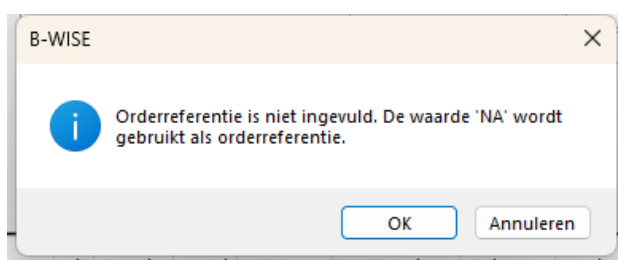 B-WISE
Orderreferentie is niet ingevuld. De waarde 'NA' wordt
gebruikt als orderreferentie.
OK
Annuleren